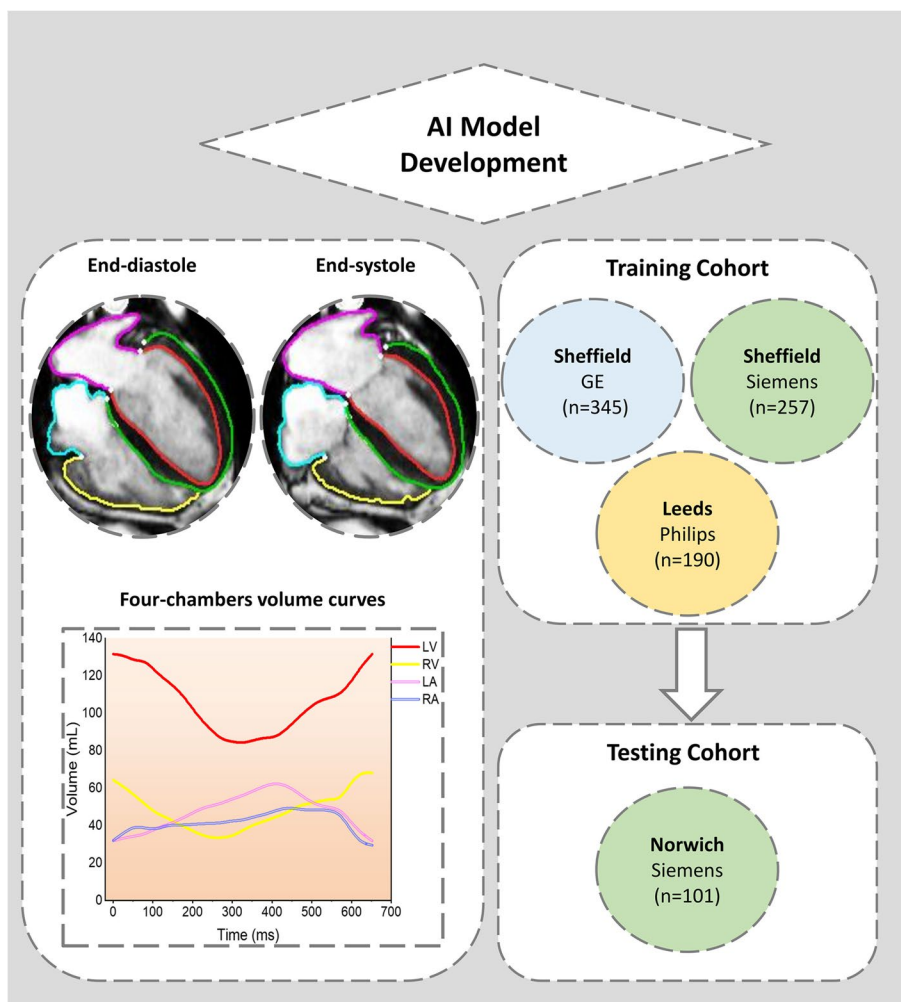 AI Model
Development
End-diastole
End-systole
Four-chambers volume curves
140
120
100
80
60
40
20
0
Volume (mL)
0
100
200
300
400
500
600
700
Time (ms)
LV
RV
LA
RA
Training Cohort
Sheffield
GE
(n=345)
Sheffield
Siemens
(n=257)
Leeds
Philips
(n=190)
Testing Cohort
Norwich
Siemens
(n=101)